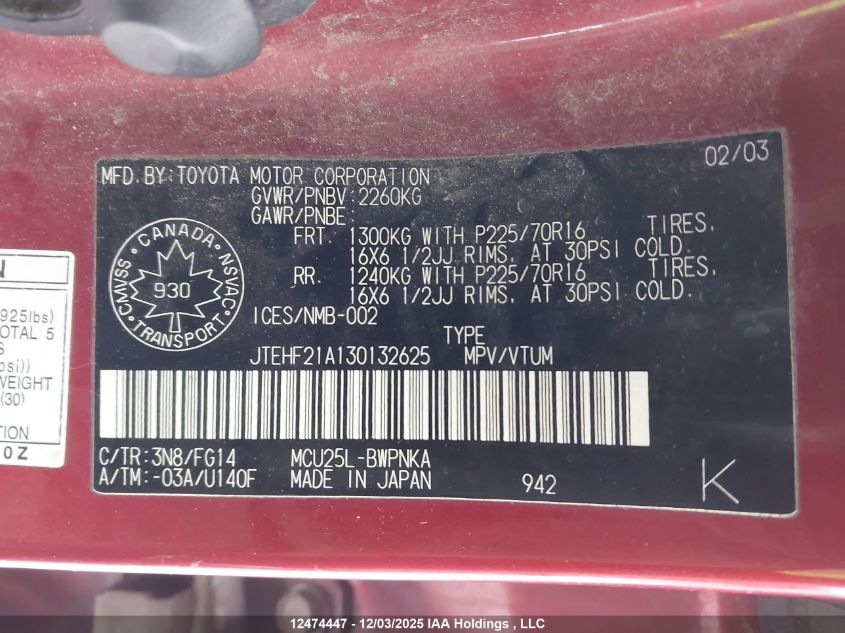 02/03
MFD. BY: TOYOTA MOTOR CORPORATION
GVWR/PNBV: 2260KG
GAWR/PNBE:
FRT. 1300KG WITH P225/70R16 TIRES,
16X6 1/2JJ RIMS, AT 30PSI COLD.
RR. 1240KG WITH P225/70R16 TIRES,
16X6 1/2JJ RIMS, AT 30PSI COLD.
CANADA
CMVSS 930 NSVAC
TRANSPORT
ICES/NMB-002
TYPE
JTEHF21A130132625 MPV/VTUM
C/TR: 3N8/FG14 MCU25L-BWPNKA
A/TM: -03A/U140F MADE IN JAPAN 942 K
N
925lbs)
OTAL 5
S
psi))
WEIGHT
(30)
TION
0Z
12474447 · 12/03/2025 IAA Holdings , LLC